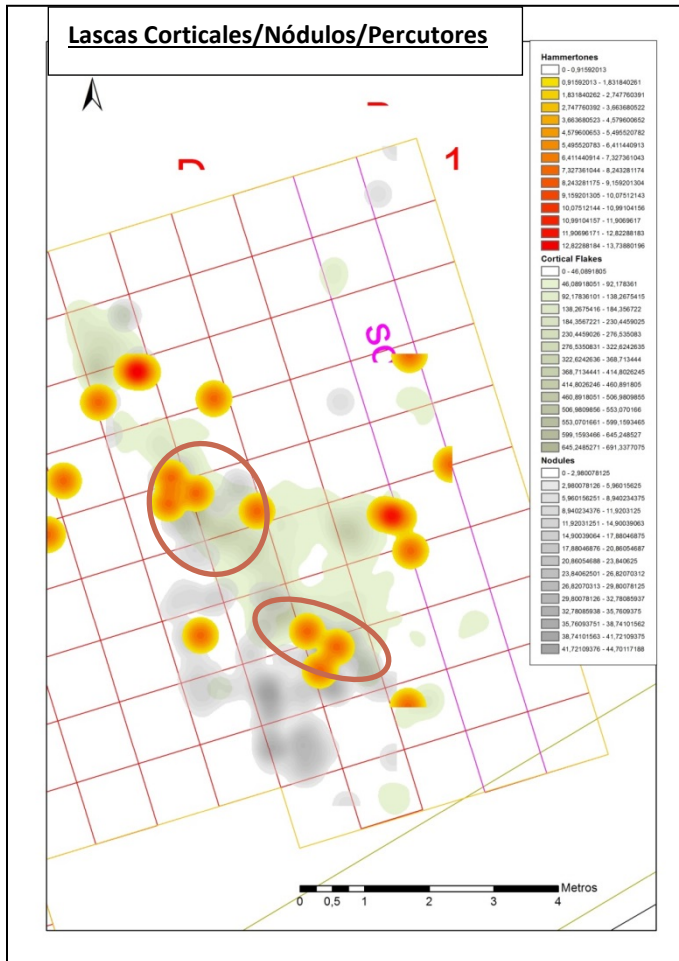 Lascas Corticales/Nódulos/Percutores
Hammertones
0 - 0,91592013
0,91592013 - 1,831840261
1,831840262 - 2,747760391
2,747760392 - 3,663680522
3,663680523 - 4,579600652
4,579600653 - 5,495520782
5,495520783 - 6,411440913
6,411440914 - 7,327361043
7,327361044 - 8,243281174
8,243281175 - 9,159201304
9,159201305 - 10,07512143
10,07512144 - 10,99104156
10,99104157 - 11,9069617
11,90696171 - 12,82288183
12,82288184 - 13,73880196
Cortical Flakes
0 - 46,0891805
46,08918051 - 92,178361
92,17836101 - 138,2675415
138,2675416 - 184,356722
184,3567221 - 230,4459025
230,4459026 - 276,535083
276,5350831 - 322,6242635
322,6242636 - 368,713444
368,7134441 - 414,8026245
414,8026246 - 460,891805
460,8918051 - 506,9809855
506,9809856 - 553,070166
553,0701661 - 599,1593465
599,1593466 - 645,248527
645,2485271 - 691,3377075
Nodules
0 - 2,980078125
2,980078126 - 5,96015625
5,960156251 - 8,940234375
8,940234376 - 11,9203125
11,92031251 - 14,90039063
14,90039064 - 17,88046875
17,88046876 - 20,86054687
20,86054688 - 23,840625
23,84062501 - 26,82070312
26,82070313 - 29,80078125
29,80078126 - 32,78085937
32,78085938 - 35,7609375
35,76093751 - 38,74101562
38,74101563 - 41,72109375
41,72109376 - 44,70117188
D
1
SC
Metros
0 0,5 1 2 3 4